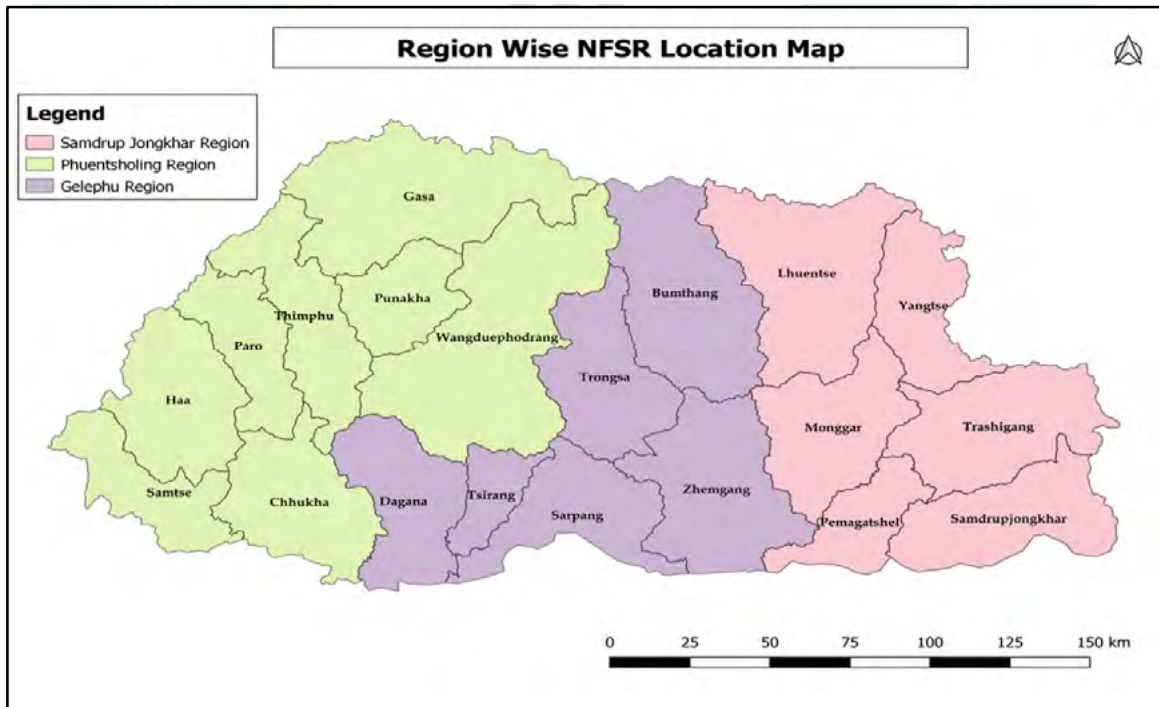 Region Wise NFSR Location Map
Legend
Samdrup Jongkhar Region
Phuentsholing Region
Gelephu Region
Gasa
Punakha
Thimphu
Paro
Haa
Wangduephodrang
Bumthang
Lhuentse
Yangtse
Trongsa
Monggar
Trashigang
Samtse
Chhukha
Dagana
Tsirang
Sarpang
Zhemgang
Pemagatshel
Samdrupjongkhar
0 25 50 75 100 125 150 km